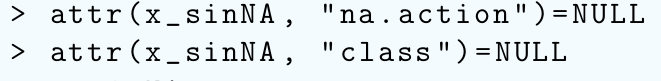 > attr(x_sinNA, "na.action")=NULL
> attr(x_sinNA, "class")=NULL